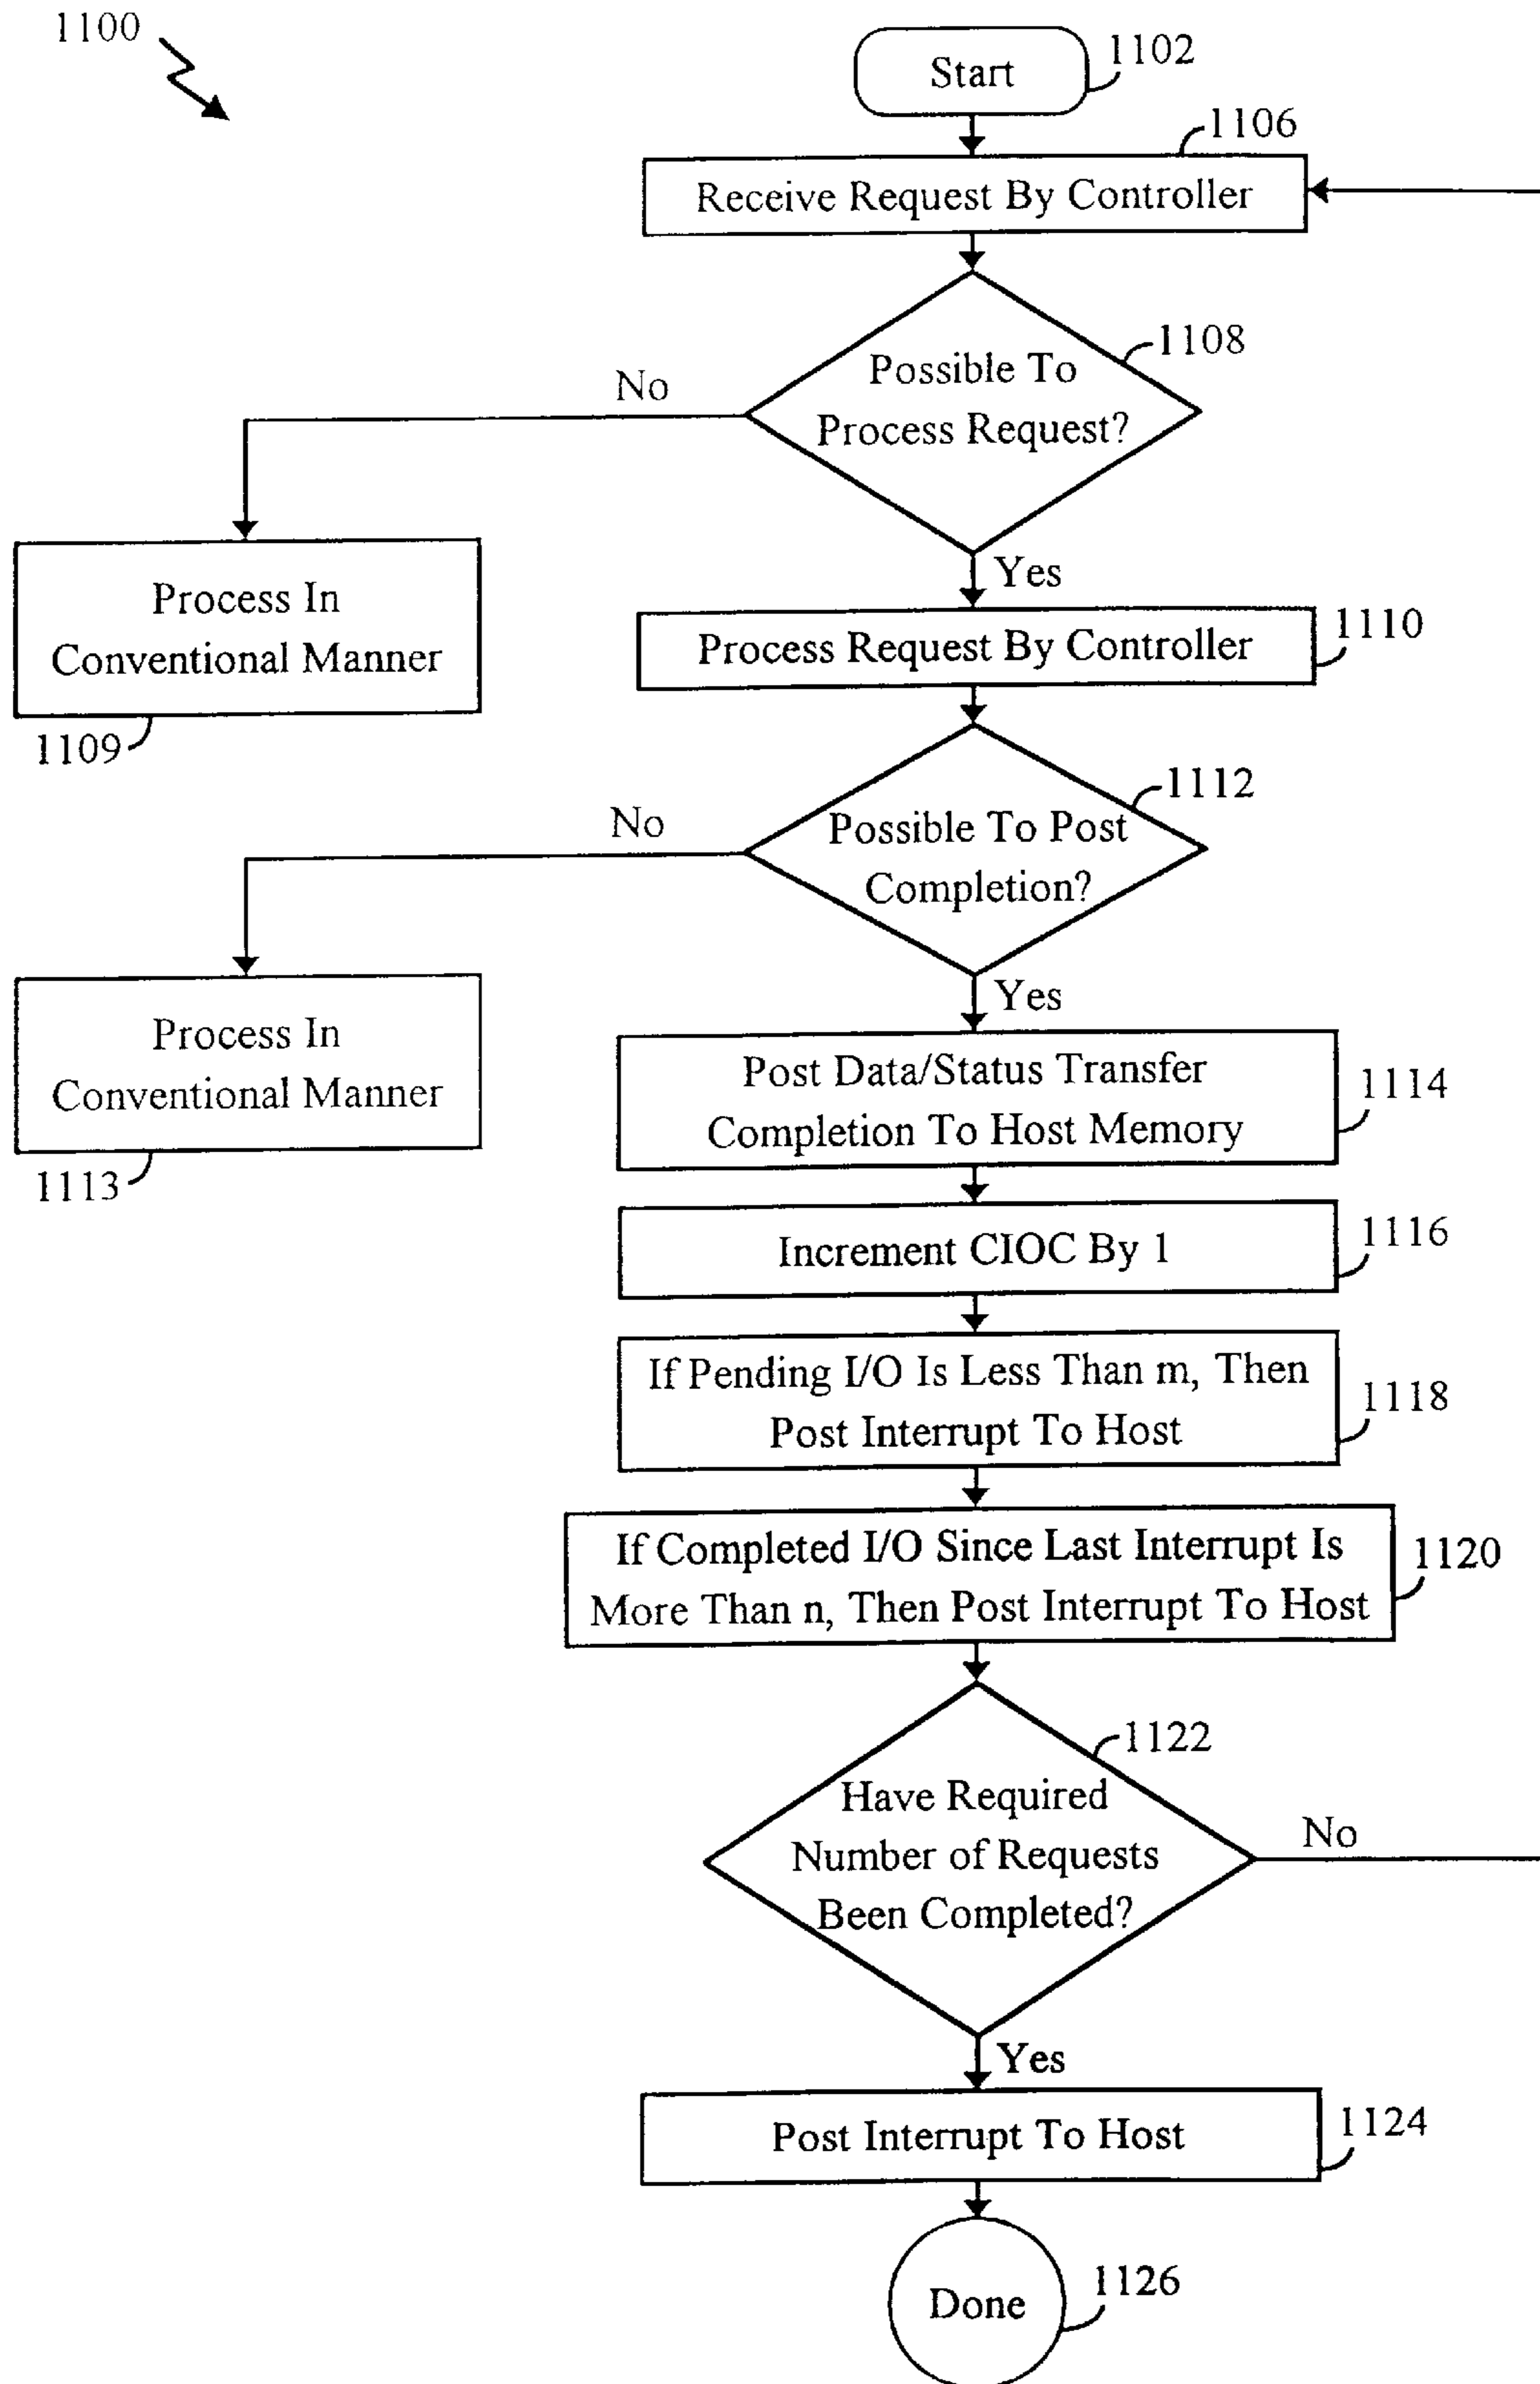 1100
Start
1102
1106
Receive Request By Controller
1108
Possible To
Process Request?
No
Yes
Process In
Conventional Manner
1109
Process Request By Controller
1110
1112
Possible To Post
Completion?
No
Yes
Process In
Conventional Manner
1113
Post Data/Status Transfer
Completion To Host Memory
1114
Increment CIOC By 1
1116
If Pending I/O Is Less Than m, Then
Post Interrupt To Host
1118
If Completed I/O Since Last Interrupt Is
More Than n, Then Post Interrupt To Host
1120
1122
Have Required
Number of Requests
Been Completed?
No
Yes
Post Interrupt To Host
1124
Done
1126